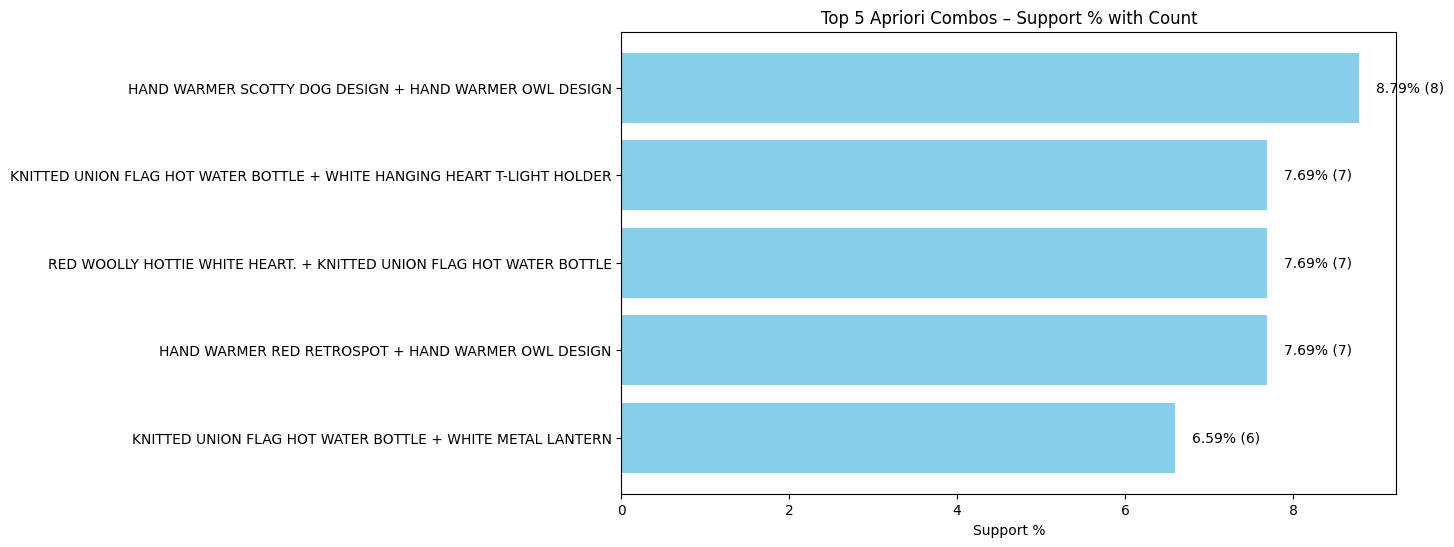 Top 5 Apriori Combos – Support % with Count
HAND WARMER SCOTTY DOG DESIGN + HAND WARMER OWL DESIGN
8.79% (8)
KNITTED UNION FLAG HOT WATER BOTTLE + WHITE HANGING HEART T-LIGHT HOLDER
7.69% (7)
RED WOOLLY HOTTIE WHITE HEART. + KNITTED UNION FLAG HOT WATER BOTTLE
7.69% (7)
HAND WARMER RED RETROSPOT + HAND WARMER OWL DESIGN
7.69% (7)
KNITTED UNION FLAG HOT WATER BOTTLE + WHITE METAL LANTERN
6.59% (6)
0 2 4 6 8
Support %